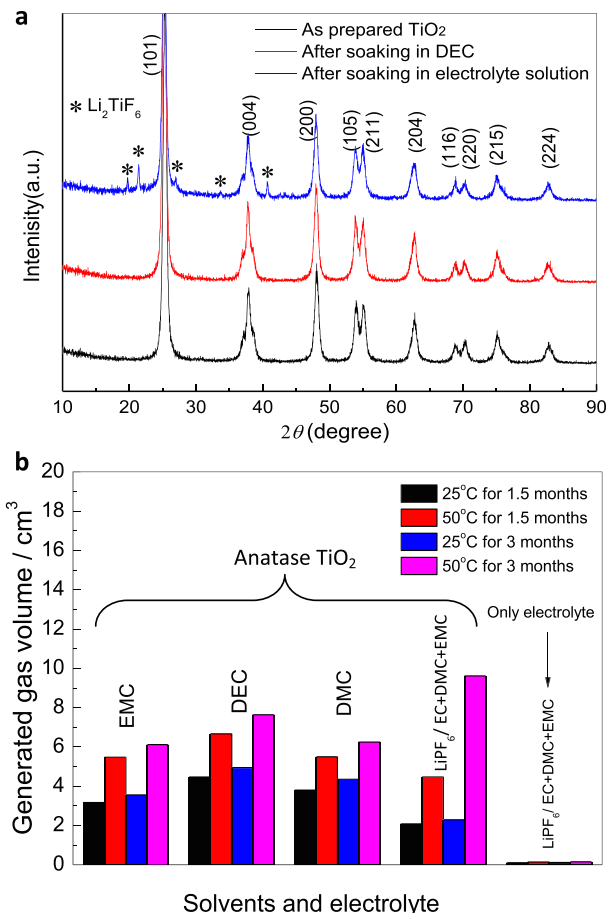 a
As prepared TiO2
After soaking in DEC
After soaking in electrolyte solution
* Li2TiF6
(101)
(004)
(200)
(105)
(211)
(204)
(116)
(220)
(215)
(224)
* * * * *
Intenisity(a.u.)
10 20 30 40 50 60 70 80 90
2θ (degree)
b
25°C for 1.5 months
50°C for 1.5 months
25°C for 3 months
50°C for 3 months
Anatase TiO2
Only electrolyte
EMC
DEC
DMC
LiPF6/ EC+DMC+EMC
LiPF6/ EC+DMC+EMC
20
18
16
14
12
10
8
6
4
2
0
Generated gas volume / cm3
Solvents and electrolyte